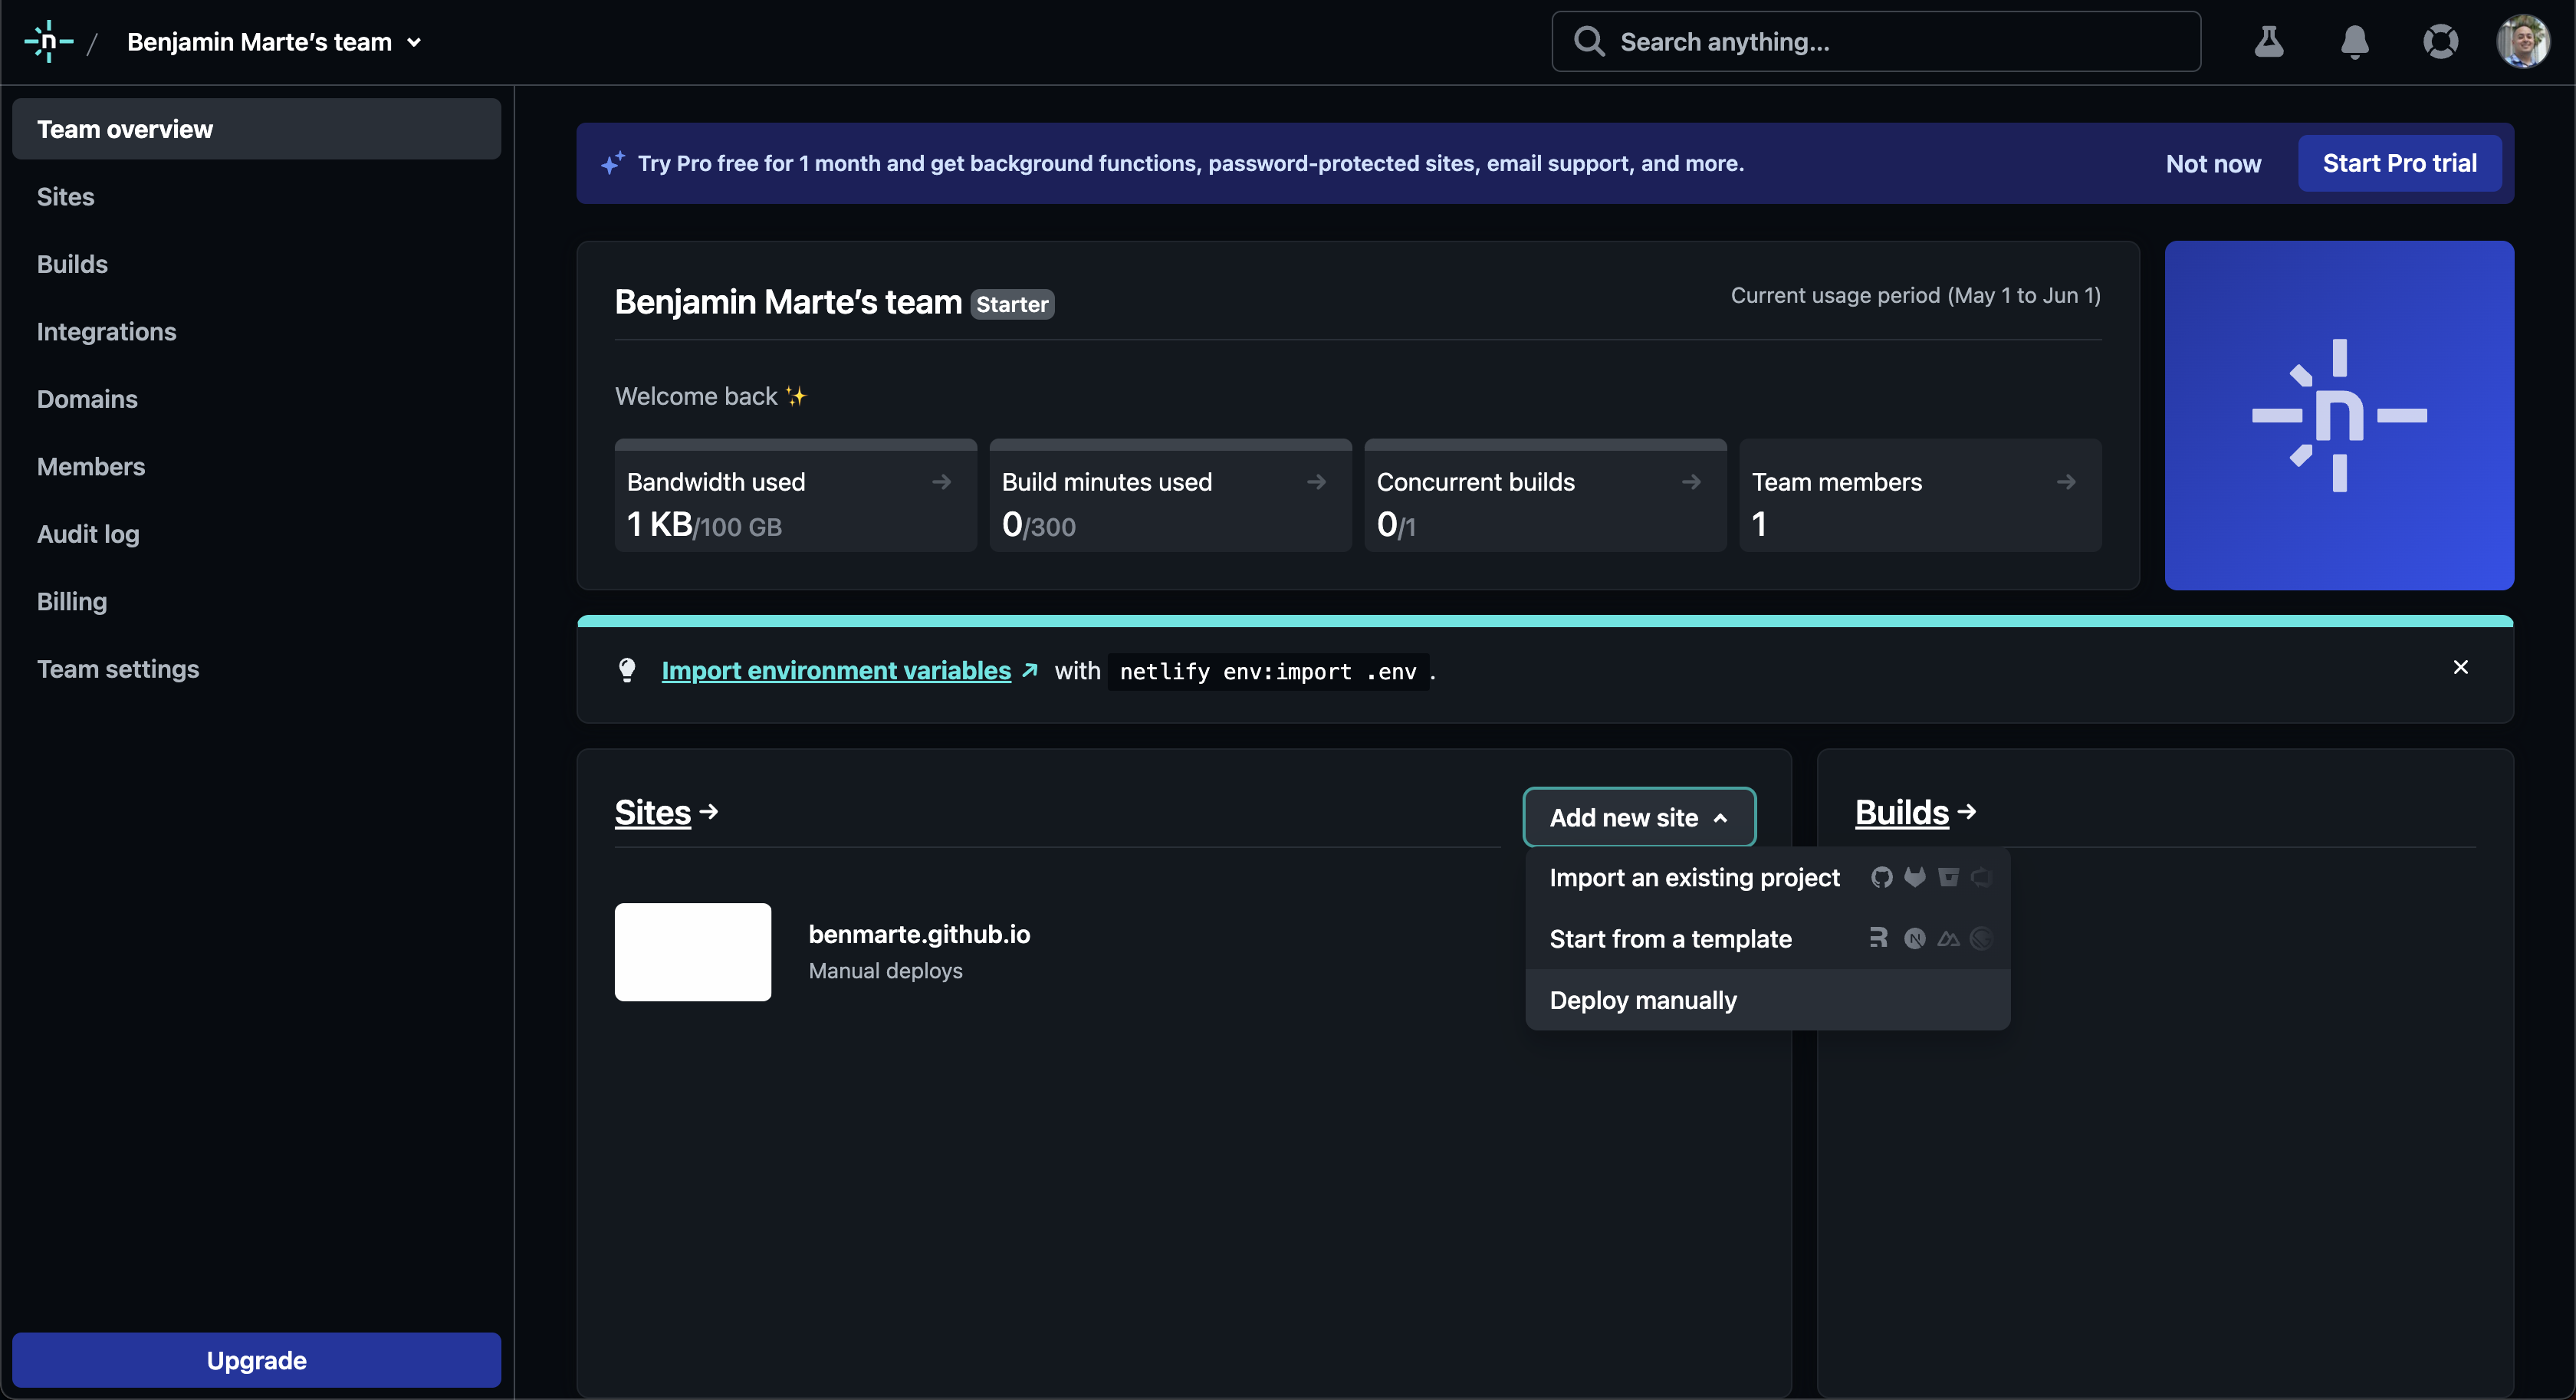 Benjamin Marte's team
Search anything...
Team overview
Sites
Builds
Integrations
Domains
Members
Audit log
Billing
Team settings
Upgrade
Try Pro free for 1 month and get background functions, password-protected sites, email support, and more.
Not now
Start Pro trial
Benjamin Marte's team Starter
Current usage period (May 1 to Jun 1)
Welcome back ✨
Bandwidth used
1 KB/100 GB
Build minutes used
0/300
Concurrent builds
0/1
Team members
1
n
Import environment variables ↗ with netlify env:import .env .
Sites →
Add new site
Import an existing project
Start from a template
Deploy manually
benmarte.github.io
Manual deploys
Builds →